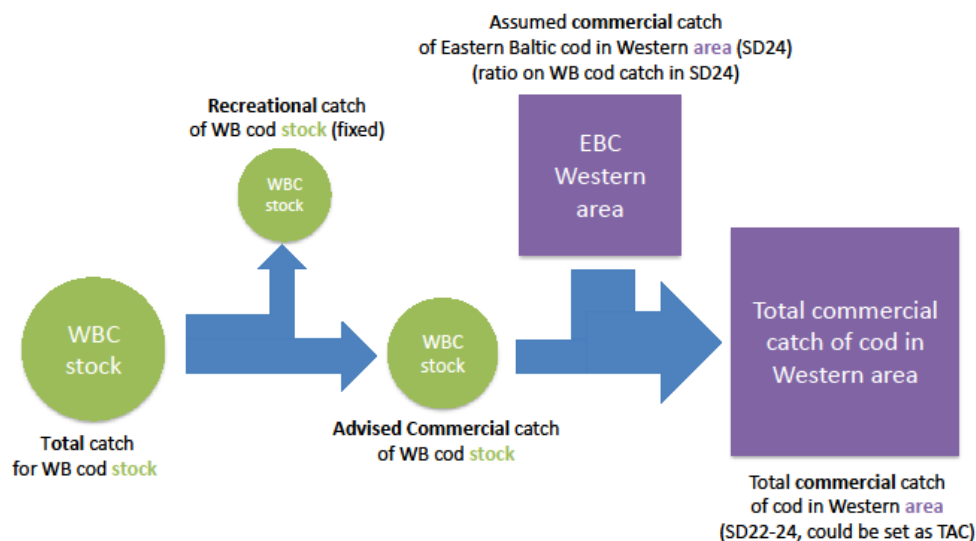 Assumed commercial catch
of Eastern Baltic cod in Western area (SD24)
(ratio on WB cod catch in SD24)
Recreational catch
of WB cod stock (fixed)
WBC
stock
EBC
Western
area
WBC
stock
Total catch
for WB cod stock
WBC
stock
Advised Commercial catch
of WB cod stock
Total commercial
catch of cod in
Western area
Total commercial catch
of cod in Western area
(SD22-24, could be set as TAC)